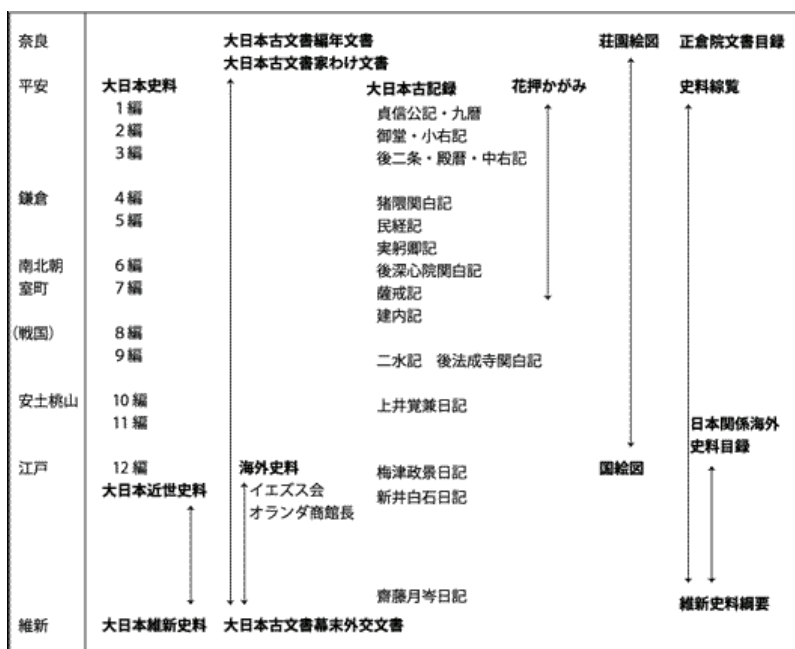 奈良 大日本古文書編年文書 荘園絵図 正倉院文書目録
大日本古文書家わけ文書
平安 大日本史料 大日本古記録 花押かがみ 史料綜覧
1編 貞信公記・九暦
2編 御堂・小右記
3編 後二条・殿暦・中右記
鎌倉 4編 猪隈関白記
5編 民経記
実躬卿記
南北朝 6編 後深心院関白記
室町 7編 薩戒記
建内記
(戦国) 8編
9編 二水記 後法成寺関白記
安土桃山 10編 上井覚兼日記
11編 日本関係海外
史料目録
江戸 12編 海外史料 梅津政景日記 国絵図
大日本近世史料 イエズス会 新井白石日記
オランダ商館長
齋藤月岑日記 維新史料綱要
維新 大日本維新史料 大日本古文書幕末外交文書